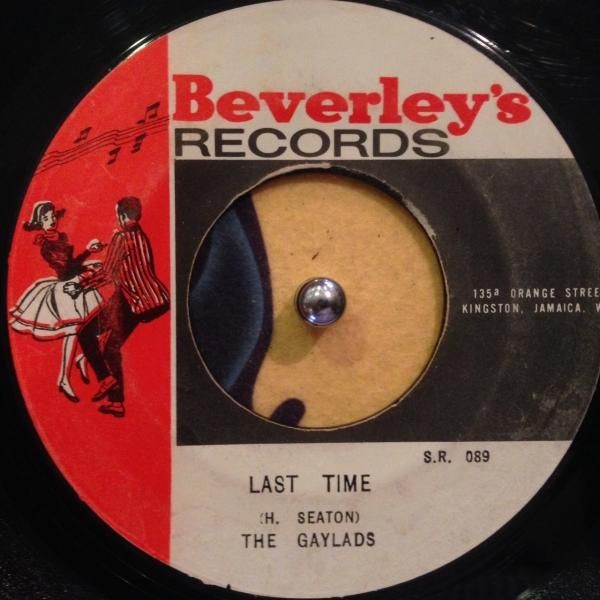 Beverley's
RECORDS
135ª ORANGE STREE
KINGSTON, JAMAICA. W
S.R. 089
LAST TIME
(H. SEATON)
THE GAYLADS